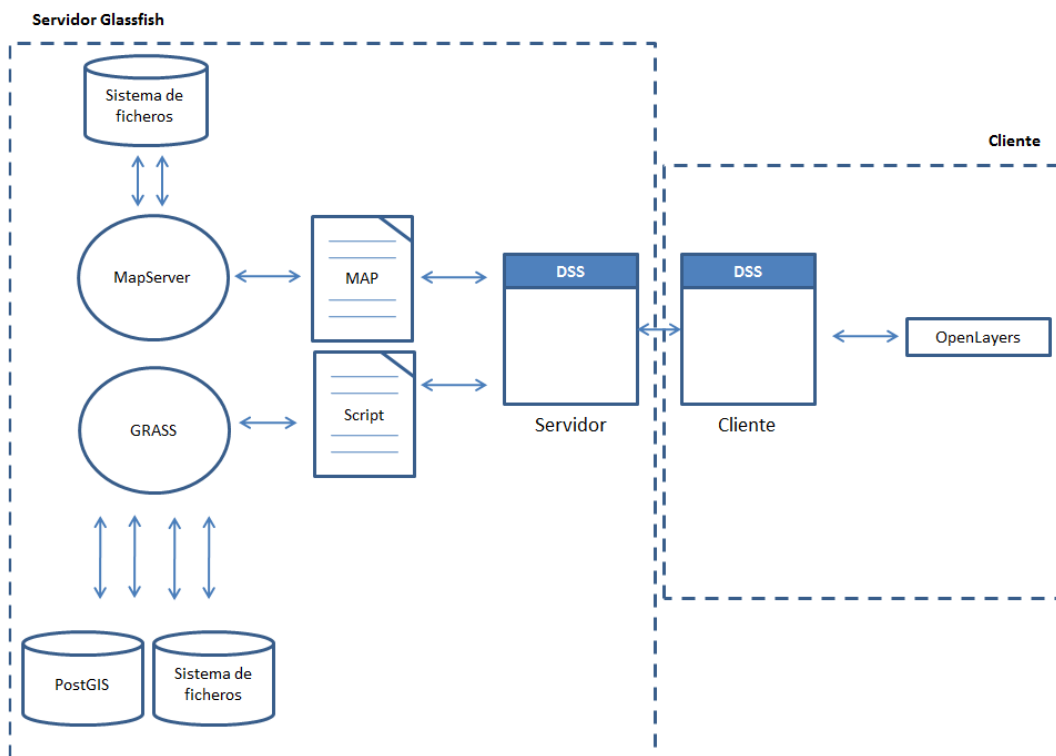 Servidor Glassfish
Sistema de
ficheros
Cliente
MapServer
MAP
DSS
DSS
OpenLayers
GRASS
Script
Servidor
Cliente
PostGIS
Sistema de
ficheros